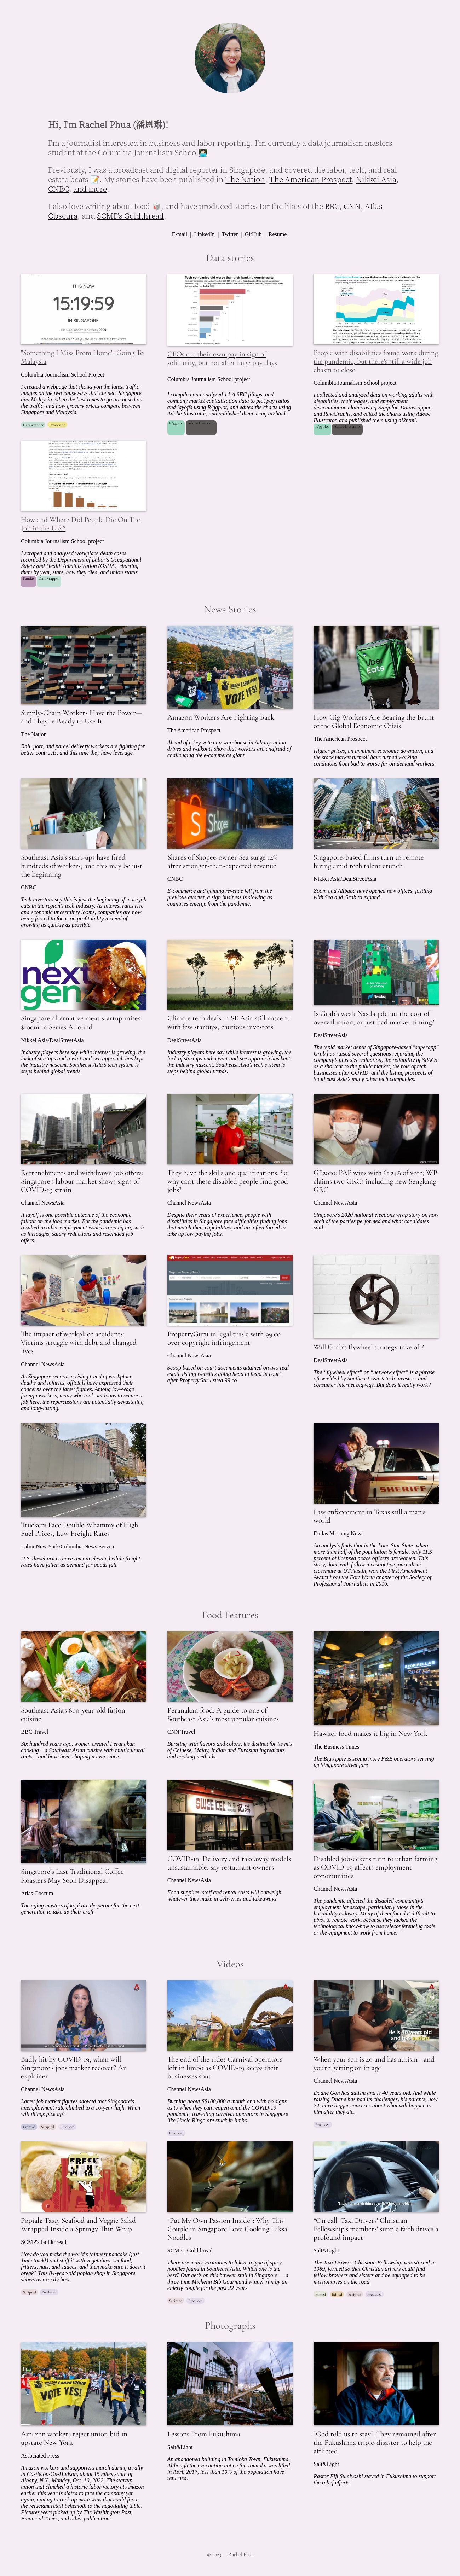 Hi, I'm Rachel Phua (潘恩琳)!
I'm a journalist interested in business and labor reporting. I'm currently a data journalism masters
student at the Columbia Journalism School
Previously, I was a broadcast and digital reporter in Singapore, and covered the labor, tech, and real
estate beats 📝. My stories have been published in The Nation, The American Prospect, Nikkei Asia,
CNBC, and more.
I also love writing about food 🥡, and have produced stories for the likes of the BBC, CNN, Atlas
Obscura, and SCMP's Goldthread.
E-mail | LinkedIn | Twitter | GitHub | Resume
Data stories
IT IS NOW
15:19:59
IN SINGAPORE.
"Something I Miss From Home": Going To
Malaysia
Columbia Journalism School Project
I created a webpage that allows you to see the latest traffic
images on the two causeways that connect Singapore
and Malaysia, when the best times to go are based on
the traffic, and how grocery prices compare between
Singapore and Malaysia.
Datawrapper Javascript
Tech companies did worse than their banking counterparts
CEOs cut their own pay in sign of
solidarity, but not after huge pay days
Columbia Journalism School project
I compiled and analyzed 14-A SEC filings, and
company market capitalization data to plot pay ratios
and layoffs using R/ggplot, and edited the charts using
Adobe Illustrator, and published them using ai2html.
R/ggplot
People with disabilities found work during
the pandemic, but there's still a wide job
chasm to close
Columbia Journalism School project
I collected and analyzed data on working adults with
disabilities, their wages, and employment
discrimination claims using R/ggplot, Datawrapper,
and RawGraphs, and edited the charts using Adobe
Illustrator, and published them using ai2html.
R/ggplot
How and Where Did People Die On The
Job in the U.S.?
Columbia Journalism School project
I scraped and analyzed workplace death cases
recorded by the Department of Labor's Occupational
Safety and Health Administration (OSHA), charting
them by year, state, how they died, and union status.
Pandas Datawrapper
News Stories
Supply-Chain Workers Have the Power—
and They're Ready to Use It
The Nation
Rail, port, and parcel delivery workers are fighting for
better contracts, and this time they have leverage.
VOTE YES!
Amazon Workers Are Fighting Back
The American Prospect
Ahead of a key vote at a warehouse in Albany, union
drives and walkouts show that workers are unafraid of
challenging the e-commerce giant.
Uber
Eats
How Gig Workers Are Bearing the Brunt
of the Global Economic Crisis
The American Prospect
Higher prices, an imminent economic downturn, and
the stock market turmoil have turned working
conditions from bad to worse for on-demand workers.
Southeast Asia's start-ups have fired
hundreds of workers, and this may be just
the beginning
CNBC
Tech investors say this is just the beginning of more job
cuts in the region's tech industry. As interest rates rise
and economic uncertainty looms, companies are now
being forced to focus on profitability instead of
growing as quickly as possible.
Shopee
Shares of Shopee-owner Sea surge 14%
after stronger-than-expected revenue
CNBC
E-commerce and gaming revenue fell from the
previous quarter, a sign business is slowing as
countries emerge from the pandemic.
Singapore-based firms turn to remote
hiring amid tech talent crunch
Nikkei Asia/DealStreetAsia
Zoom and Alibaba have opened new offices, jostling
with Sea and Grab to expand.
next
gen
Singapore alternative meat startup raises
$100m in Series A round
Nikkei Asia/DealStreetAsia
Industry players here say while interest is growing, the
lack of startups and a wait-and-see approach has kept
the industry nascent. Southeast Asia's tech system is
steps behind global trends.
Climate tech deals in SE Asia still nascent
with few startups, cautious investors
DealStreetAsia
Industry players here say while interest is growing, the
lack of startups and a wait-and-see approach has kept
the industry nascent. Southeast Asia's tech system is
steps behind global trends.
Is Grab's weak Nasdaq debut the cost of
overvaluation, or just bad market timing?
DealStreetAsia
The tepid market debut of Singapore-based "superapp"
Grab has raised several questions regarding the
company's plus-size valuation, the reliability of SPACs
as a shortcut to the public market, the role of tech
businesses after COVID, and the listing prospects of
Southeast Asia's many other tech companies.
Retrenchments and withdrawn job offers:
Singapore's labour market shows signs of
COVID-19 strain
Channel NewsAsia
A layoff is one possible outcome of the economic
fallout on the jobs market. But the pandemic has
resulted in other employment issues cropping up, such
as furloughs, salary reductions and rescinded job
offers.
They have the skills and qualifications. So
why can't these disabled people find good
jobs?
Channel NewsAsia
Despite their years of experience, people with
disabilities in Singapore face difficulties finding jobs
that match their capabilities, and are often forced to
take up low-paying jobs.
GE2020: PAP wins with 61.24% of vote; WP
claims two GRCs including new Sengkang
GRC
Channel NewsAsia
Singapore's 2020 national elections wrap story on how
each of the parties performed and what candidates
said.
The impact of workplace accidents:
Victims struggle with debt and changed
lives
Channel NewsAsia
As Singapore records a rising trend of workplace
deaths and injuries, officials have expressed their
concerns over the latest figures. Among low-wage
foreign workers, many who took out loans to secure a
job here, the repercussions are potentially devastating
and long-lasting.
PropertyGuru in legal tussle with 99.co
over copyright infringement
Channel NewsAsia
Scoop based on court documents attained on two real
estate listing websites going head to head in court
after PropertyGuru sued 99.co.
Will Grab's flywheel strategy take off?
DealStreetAsia
The "flywheel effect" or "network effect" is a phrase
oft-wielded by Southeast Asia's tech investors and
consumer internet bigwigs. But does it really work?
Truckers Face Double Whammy of High
Fuel Prices, Low Freight Rates
Labor New York/Columbia News Service
U.S. diesel prices have remain elevated while freight
rates have fallen as demand for goods fall.
SHERIFF
Law enforcement in Texas still a man's
world
Dallas Morning News
An analysis finds that in the Lone Star State, where
more than half of the population is female, only 11.5
percent of licensed peace officers are women. This
story, done with fellow investigative journalism
classmate at UT Austin, won the First Amendment
Award from the Fort Worth chapter of the Society of
Professional Journalists in 2016.
Food Features
Southeast Asia's 600-year-old fusion
cuisine
BBC Travel
Six hundred years ago, women created Peranakan
cooking – a Southeast Asian cuisine with multicultural
roots – and have been shaping it ever since.
Peranakan food: A guide to one of
Southeast Asia's most popular cuisines
CNN Travel
Bursting with flavors and colors, it's distinct for its mix
of Chinese, Malay, Indian and Eurasian ingredients
and cooking methods.
Hawker food makes it big in New York
The Business Times
The Big Apple is seeing more F&B operators serving
up Singapore street fare
Singapore's Last Traditional Coffee
Roasters May Soon Disappear
Atlas Obscura
The aging masters of kopi are desperate for the next
generation to take up their craft.
COVID-19: Delivery and takeaway models
unsustainable, say restaurant owners
Channel NewsAsia
Food supplies, staff and rental costs will outweigh
whatever they make in deliveries and takeaways.
Disabled jobseekers turn to urban farming
as COVID-19 affects employment
opportunities
Channel NewsAsia
The pandemic affected the disabled community's
employment landscape, particularly those in the
hospitality industry. Many of them found it difficult to
pivot to remote work, because they lacked the
technological know-how to use teleconferencing tools
or the equipment to work from home.
Videos
Badly hit by COVID-19, when will
Singapore's jobs market recover? An
explainer
Channel NewsAsia
Latest job market figures showed that Singapore's
unemployment rate climbed to a 16-year high. When
will things pick up?
Fronted Scripted Produced
The end of the ride? Carnival operators
left in limbo as COVID-19 keeps their
businesses shut
Channel NewsAsia
Burning about S$100,000 a month and with no signs
as to when they can reopen amid the COVID-19
pandemic, travelling carnival operators in Singapore
like Uncle Ringo are stuck in limbo.
Produced
When your son is 40 and has autism - and
you're getting on in age
Channel NewsAsia
Duane Goh has autism and is 40 years old. And while
raising Duane has had its challenges, his parents, now
74, have bigger concerns about what will happen to
him after they die.
Produced
Popiah: Tasty Seafood and Veggie Salad
Wrapped Inside a Springy Thin Wrap
SCMP's Goldthread
How do you make the world's thinnest pancake (just
1mm thick!) and stuff it with vegetables, seafood,
fritters, nuts, and sauces, and then make sure it doesn't
break? This 84-year-old popiah shop in Singapore
shows us exactly how.
Scripted Produced
"Put My Own Passion Inside": Why This
Couple in Singapore Love Cooking Laksa
Noodles
SCMP's Goldthread
There are many variations to laksa, a type of spicy
noodles found in Southeast Asia. Which one is the
best? Our bet's on this hawker stall in Singapore — a
three-time Michelin Bib Gourmand winner run by an
elderly couple for the past 22 years.
Scripted Produced
"On call: Taxi Drivers' Christian
Fellowship's members' simple faith drives a
profound impact
Salt&Light
The Taxi Drivers' Christian Fellowship was started in
1989, formed so that Christian drivers could find
fellow brothers and sisters and be equipped to be
missionaries on the road.
Filmed Edited Scripted Produced
Photographs
VOTE YES!
Amazon workers reject union bid in
upstate New York
Associated Press
Amazon workers and supporters march during a rally
in Castleton-On-Hudson, about 15 miles south of
Albany, N.Y., Monday, Oct. 10, 2022. The startup
union that clinched a historic labor victory at Amazon
earlier this year is slated to face the company yet
again, aiming to rack up more wins that could force
the reluctant retail behemoth to the negotiating table.
Pictures were picked up by The Washington Post,
Financial Times, and other publications.
Lessons From Fukushima
Salt&Light
An abandoned building in Tomioka Town, Fukushima.
Although the evacuation notice for Tomioka was lifted
in April 2017, less than 10% of the population have
returned.
"God told us to stay": They remained after
the Fukushima triple-disaster to help the
afflicted
Salt&Light
Pastor Eiji Sumiyoshi stayed in Fukushima to support
the relief efforts.
© 2023 — Rachel Phua